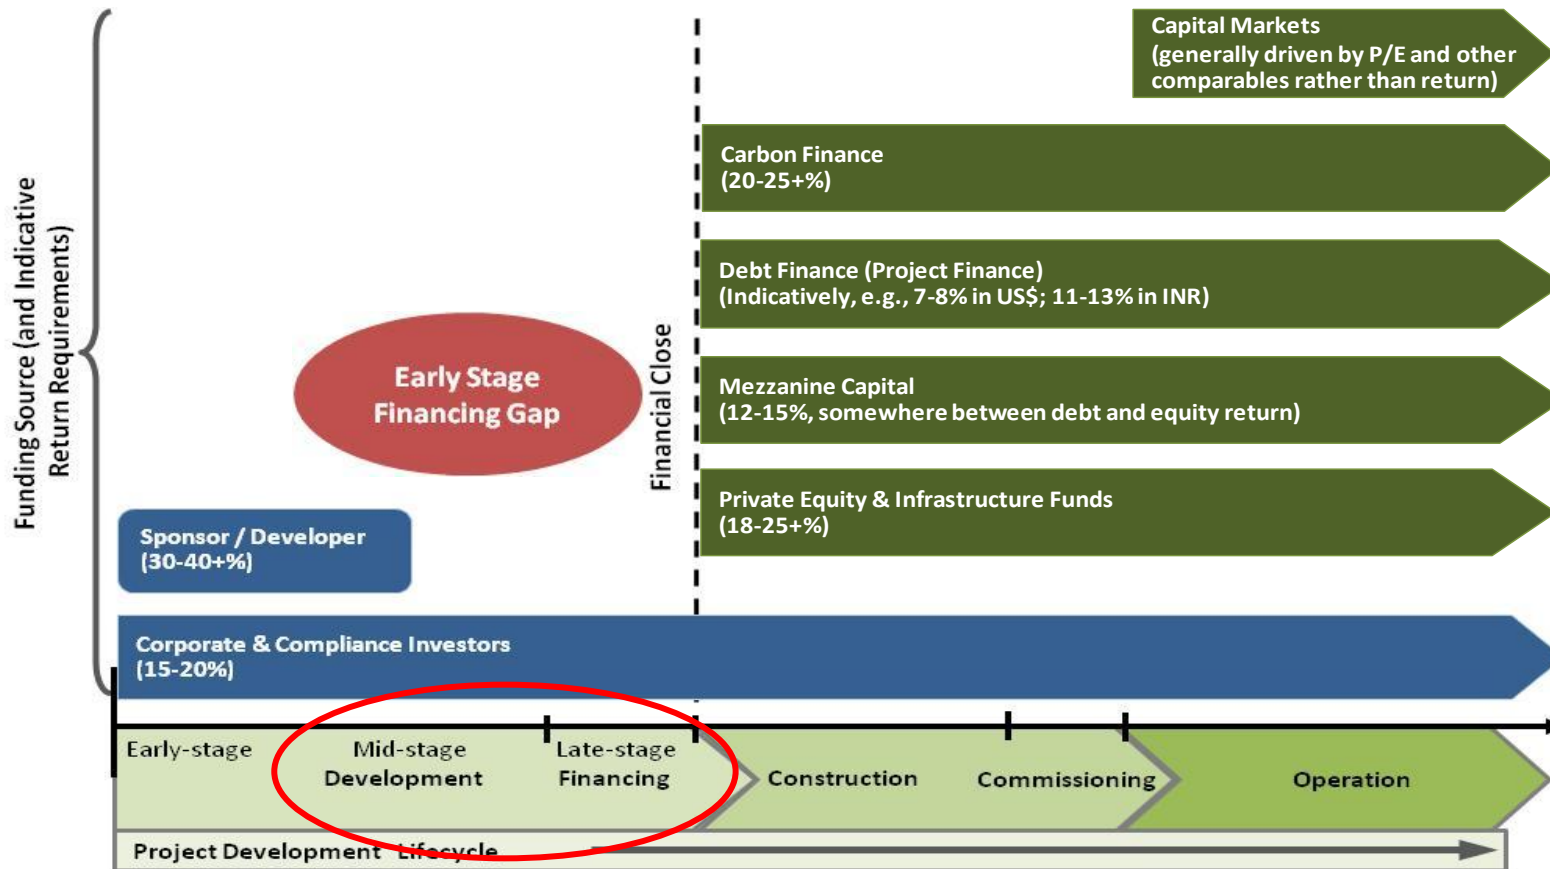 Capital Markets
(generally driven by P/E and other
comparables rather than return)
Carbon Finance
(20-25+%)
Debt Finance (Project Finance)
(Indicatively, e.g., 7-8% in US$; 11-13% in INR)
Mezzanine Capital
(12-15%, somewhere between debt and equity return)
Private Equity & Infrastructure Funds
(18-25+%)
Funding Source (and Indicative
Return Requirements)
Early Stage
Financing Gap
Financial Close
Sponsor / Developer
(30-40+%)
Corporate & Compliance Investors
(15-20%)
Early-stage
Mid-stage
Development
Late-stage
Financing
Construction
Commissioning
Operation
Project Development Lifecycle